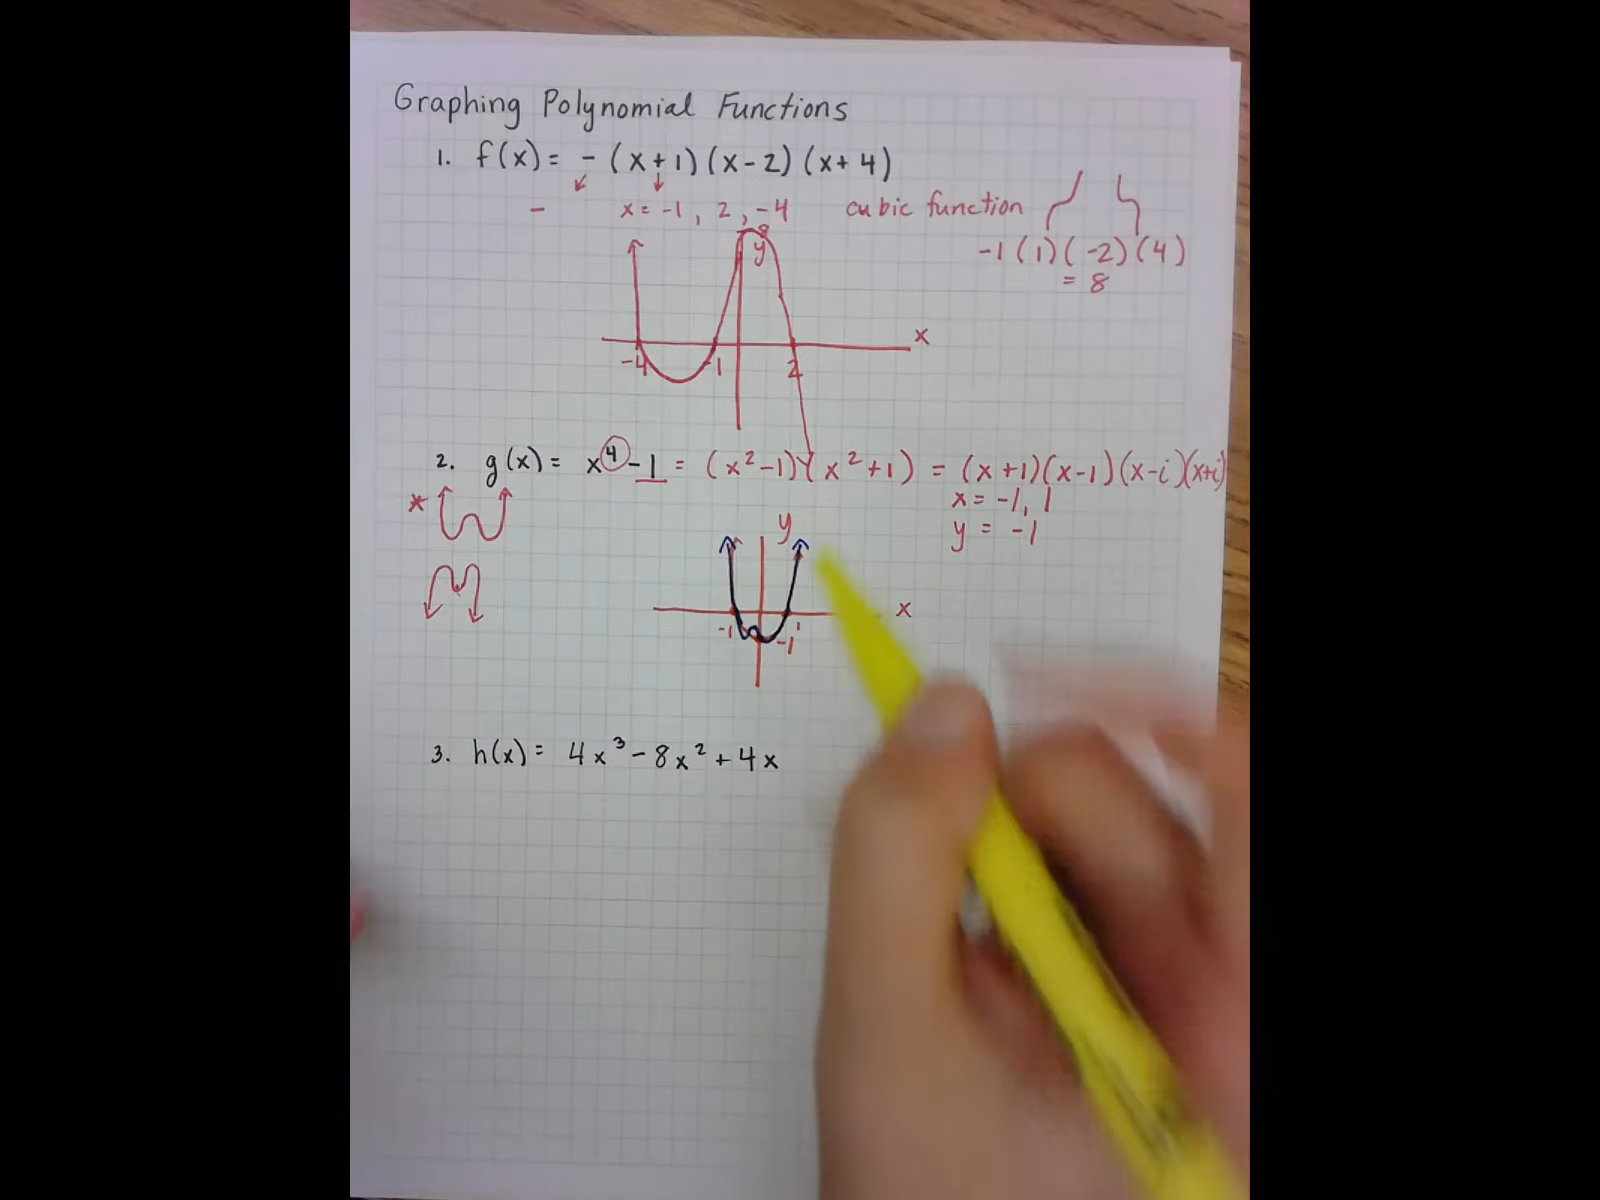 Graphing Polynomial Functions
1. f(x) = - (x+1)(x-2)(x+4)
- x = -1, 2, -4 cubic function
-1(1)(-2)(4)
= 8
8
y
x
-4 -1 2
2. g(x) = x⁴-1 = (x²-1)(x²+1) = (x+1)(x-1)(x-i)(x+i)
* x = -1, 1
y = -1
y
x
-1 1
-1
3. h(x) = 4x³-8x²+4x